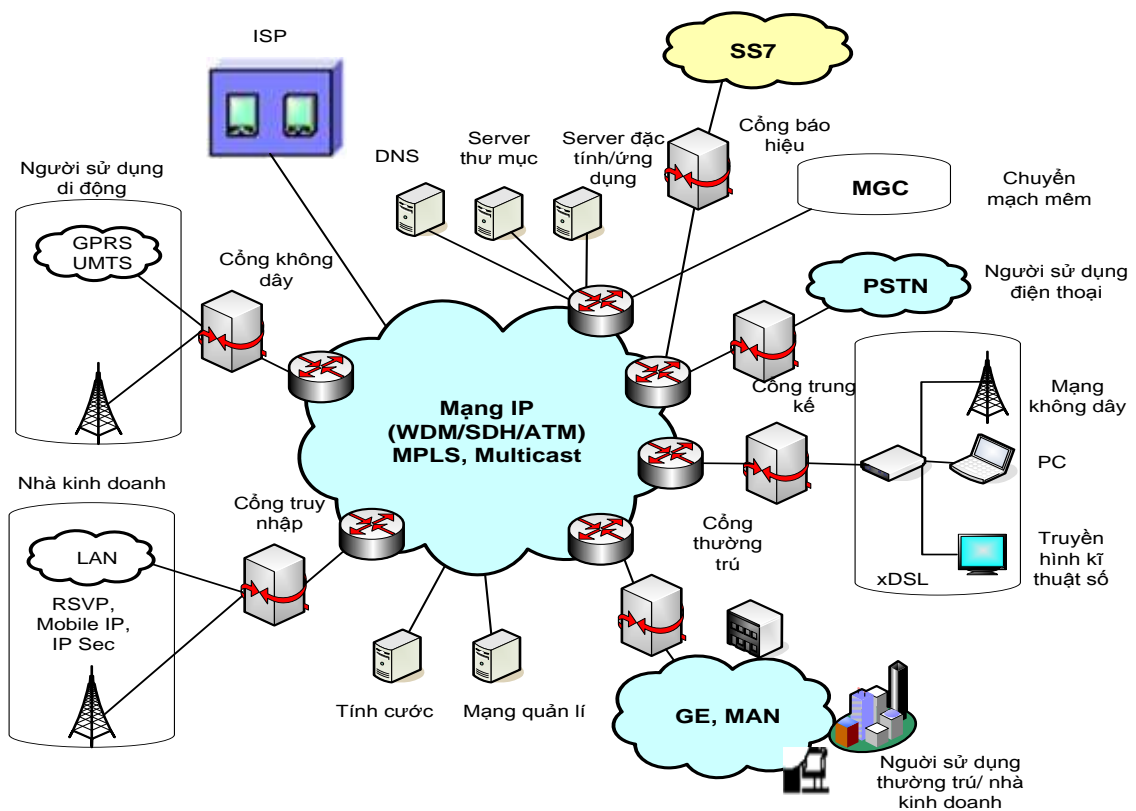 ISP
SS7
Cổng báo
hiệu
Server
thư mục
Server đặc
tính/ứng
dụng
DNS
MGC
Chuyển
mạch mêm
Người sử dụng
di động
GPRS
UMTS
Cổng không
dây
PSTN
Người sử dụng
điện thoại
Cổng trung
kế
Mạng
không dây
Mạng IP
(WDM/SDH/ATM)
MPLS, Multicast
PC
Nhà kinh doanh
Cổng truy
nhập
Cổng
thường
trú
Truyền
hình kĩ
thuật số
xDSL
LAN
RSVP,
Mobile IP,
IP Sec
Tính cước
Mạng quản lí
GE, MAN
Nguời sử dụng
thường trú/ nhà
kinh doanh